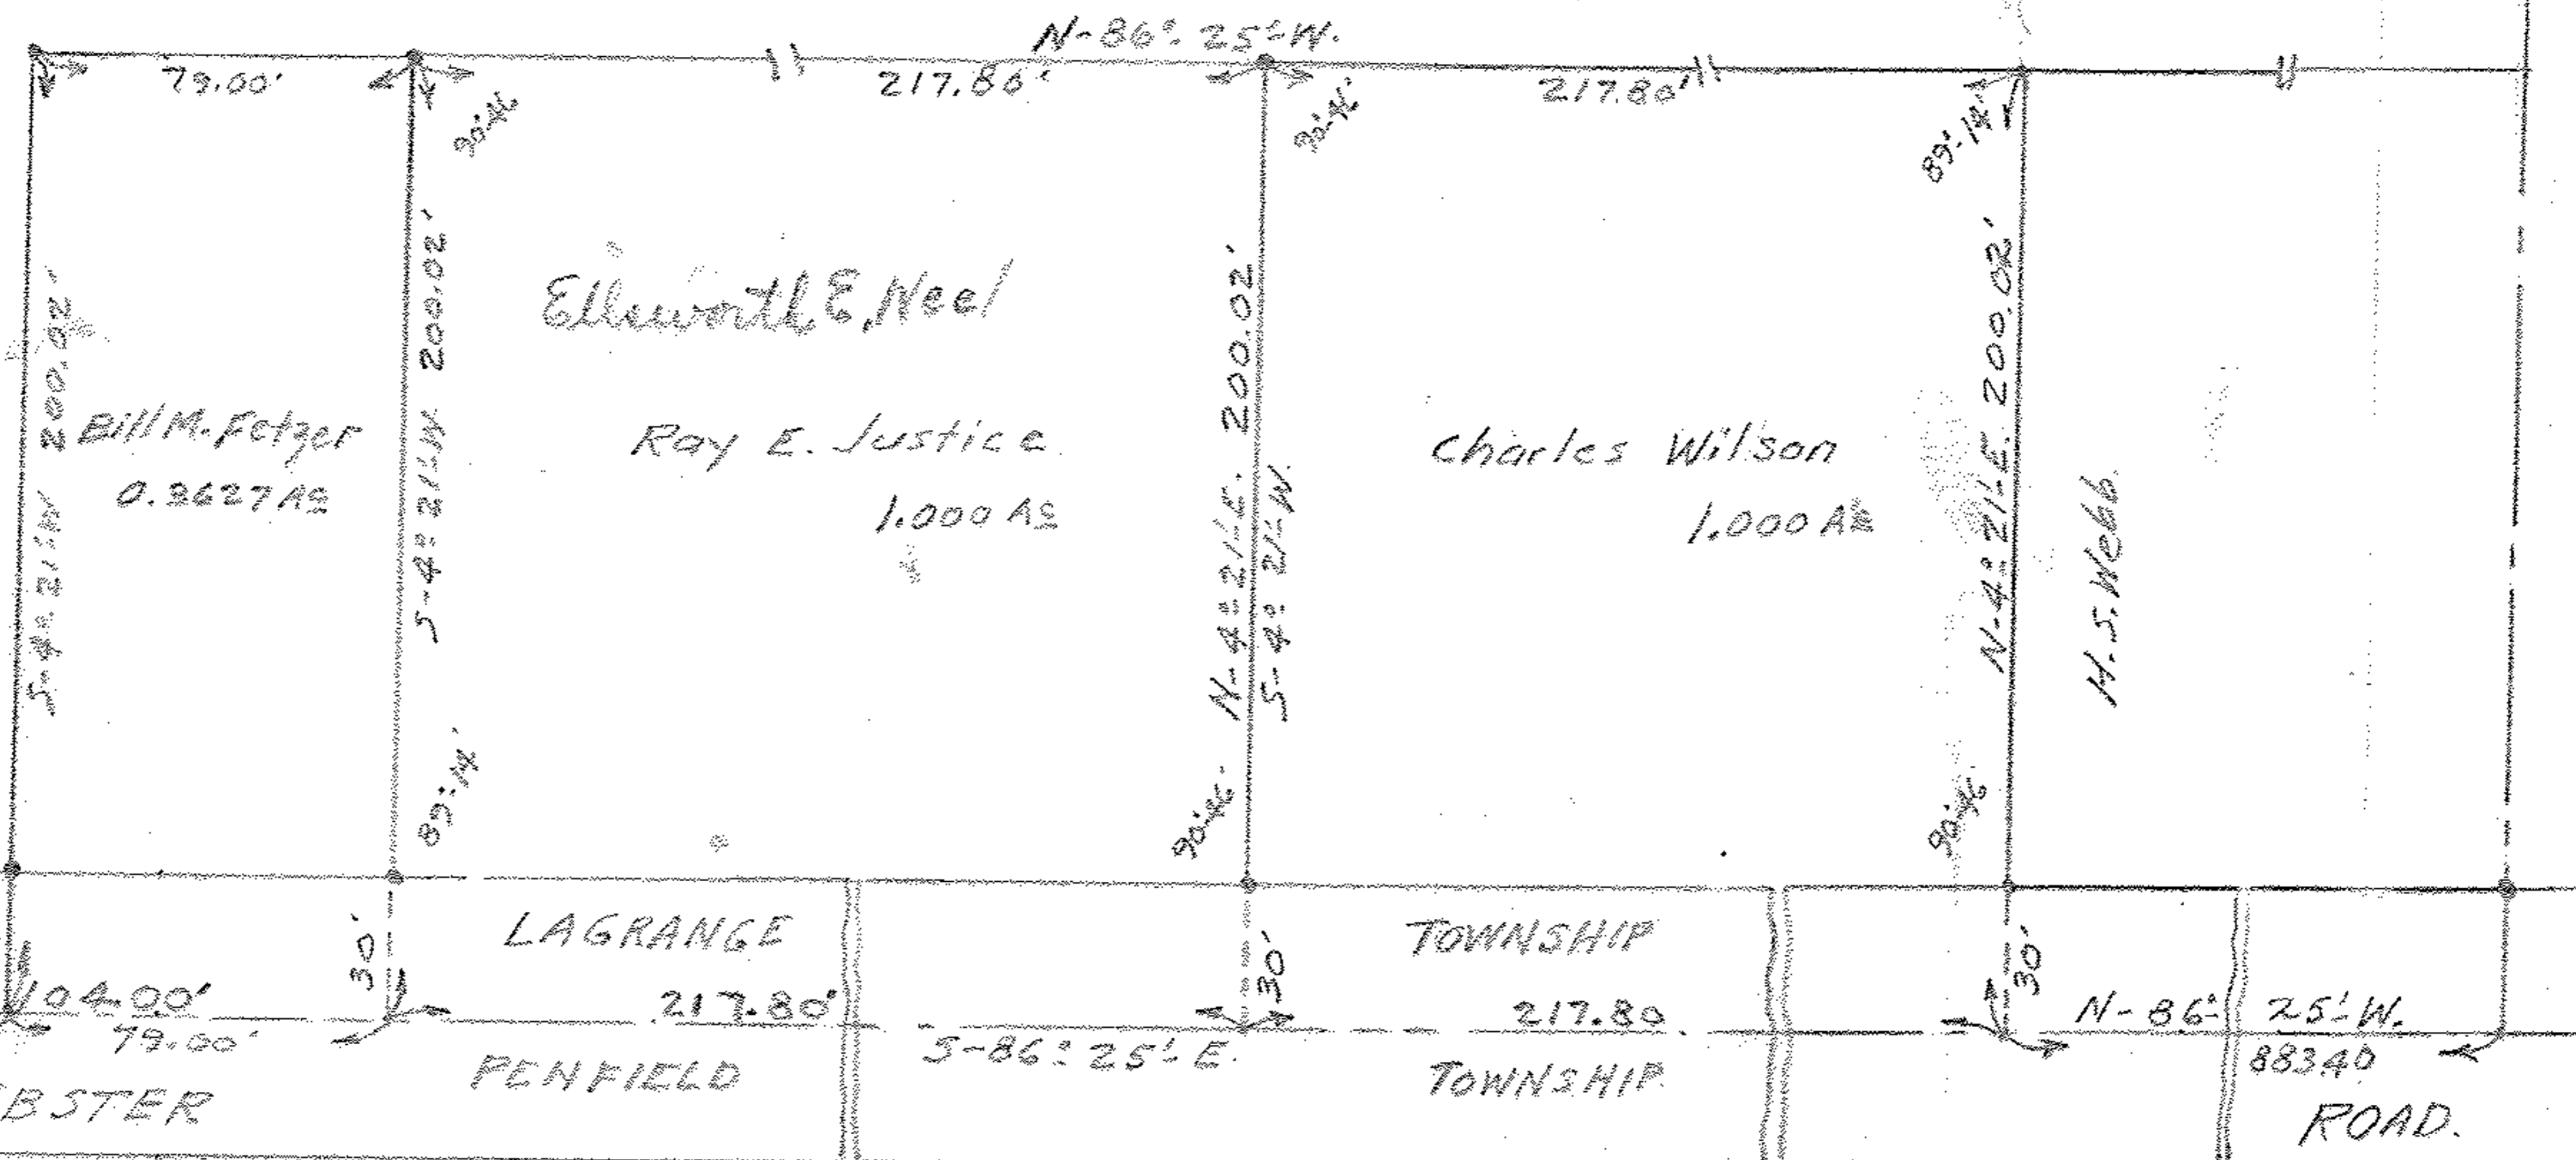 N-86°-25'-W.
79.00'
217.80'
217.80'
90°-46'
90°-46'
89°-14'
Ellsworth E. Neel
Bill M. Fetzer
0.3627 Ac
Ray E. Justice
1.000 Ac
Charles Wilson
1.000 Ac
H.S. Webb
S-4°-21'-W 200.02'
S-4°-21'-W 200.02'
N-4°-21'-E. 200.02'
S-4°-21'-W.
N-4°-21'-E. 200.02'
89°-14'
90°-46'
90°-46'
LAGRANGE TOWNSHIP
30'
30'
30'
104.00'
217.80'
217.80
N-86°-25'-W.
79.00'
S-86°-25'-E.
883.40
PENFIELD TOWNSHIP
BSTER ROAD.